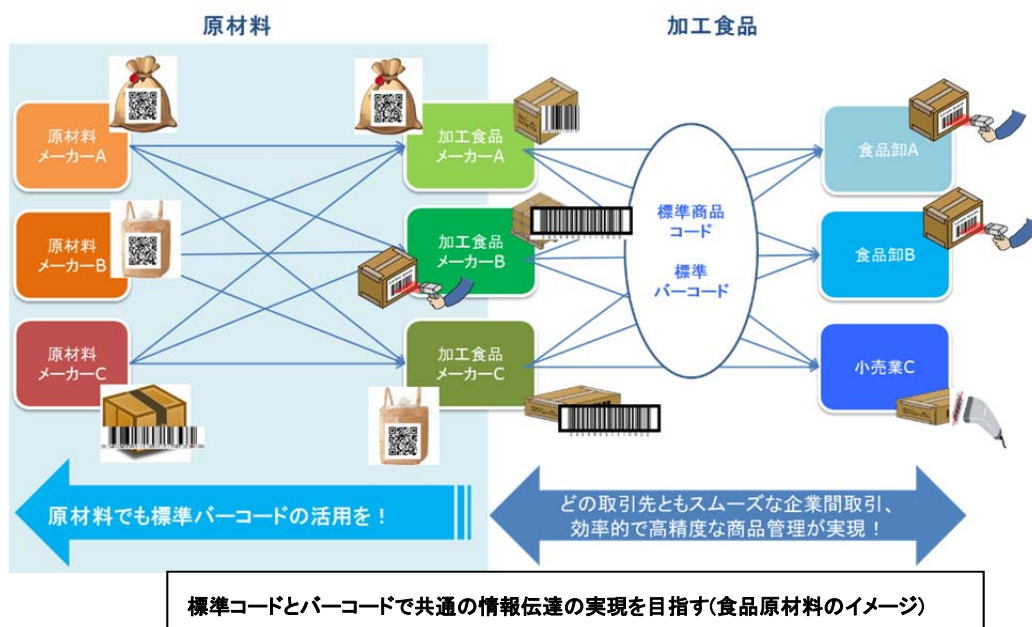 原材料
加工食品
原材料
メーカーA
加工食品
メーカーA
食品卸A
標準商品
コード
標準
バーコード
原材料
メーカーB
加工食品
メーカーB
食品卸B
原材料
メーカーC
加工食品
メーカーC
小売業C
原材料でも標準バーコードの活用を！
どの取引先ともスムーズな企業間取引、
効率的で高精度な商品管理が実現！
標準コードとバーコードで共通の情報伝達の実現を目指す(食品原材料のイメージ)